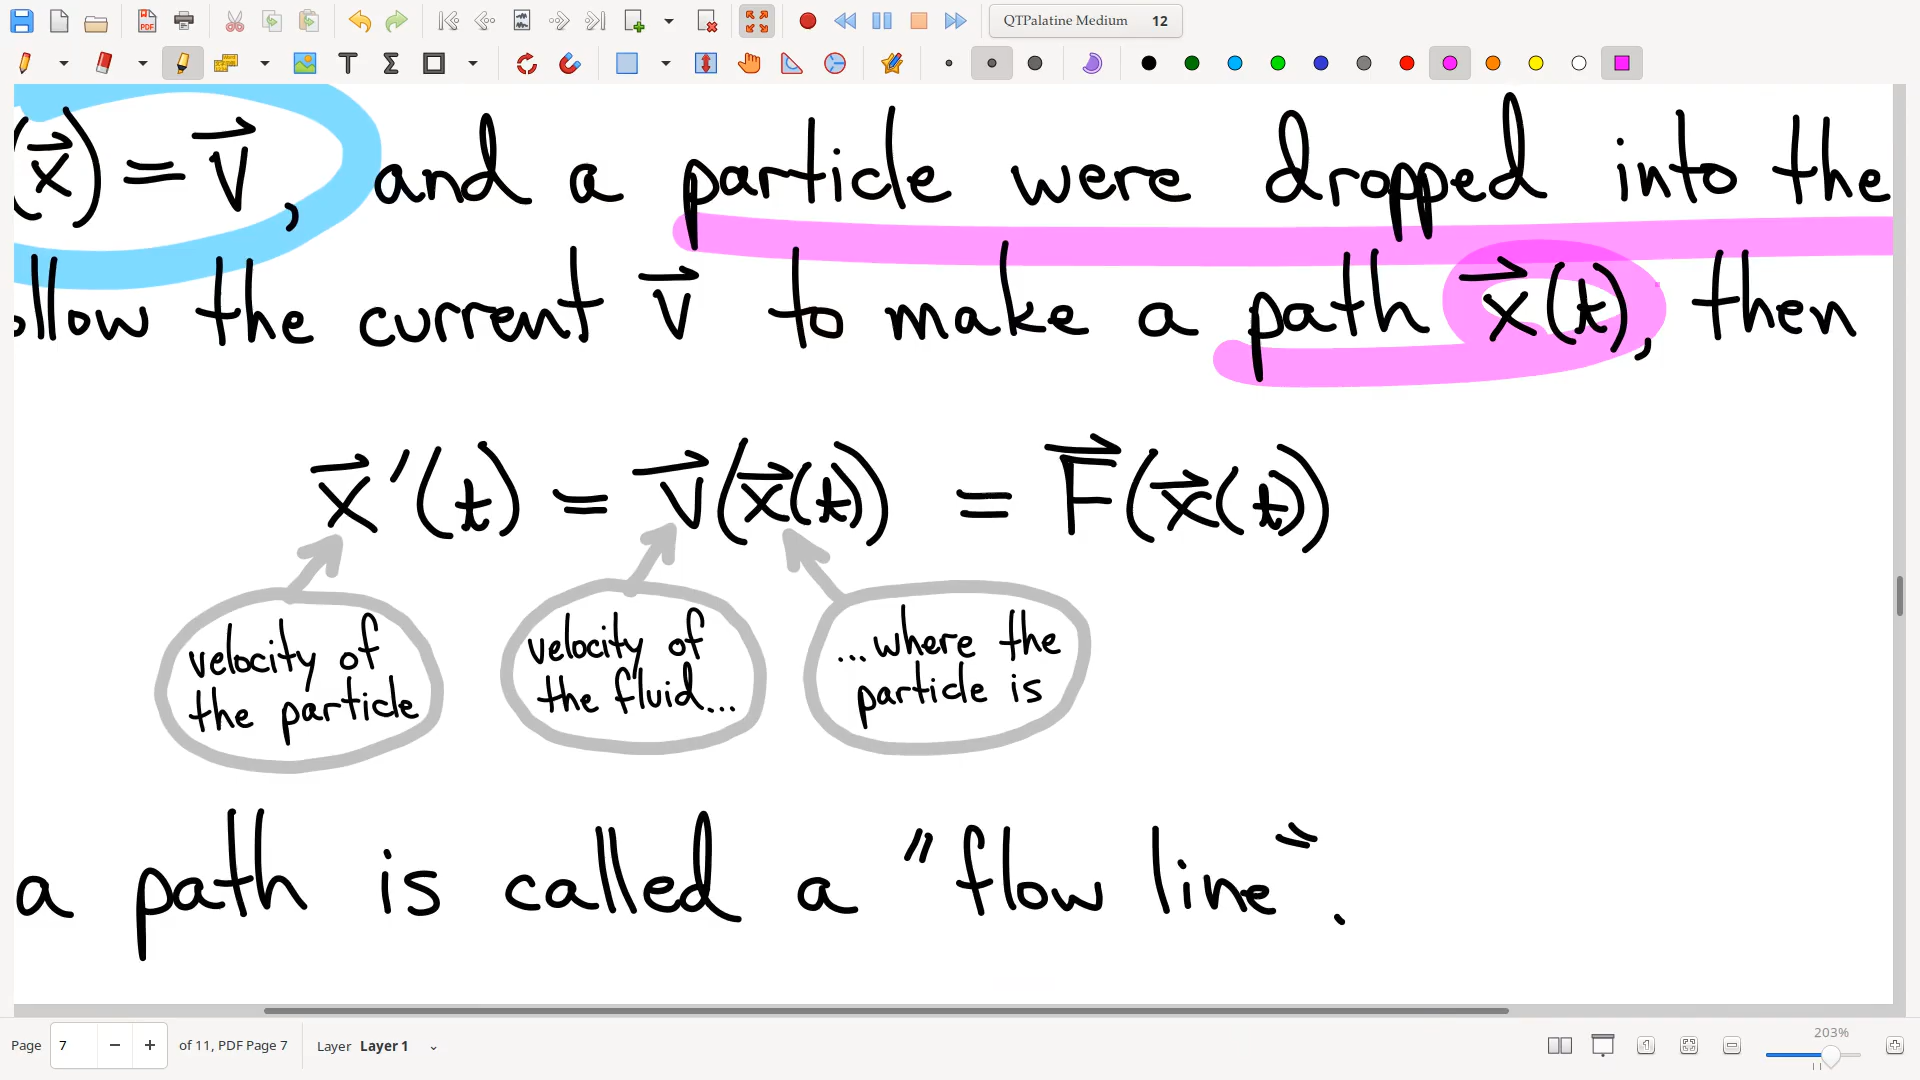 QTPalatine Medium 12
(x⃗) = v⃗, and a particle were dropped into the
ollow the current v⃗ to make a path x⃗(t), then
x⃗'(t) = v⃗(x⃗(t)) = F⃗(x⃗(t))
velocity of
the particle
velocity of
the fluid...
...where the
particle is
a path is called a "flow line".
Page 7 of 11, PDF Page 7 Layer Layer 1 203%